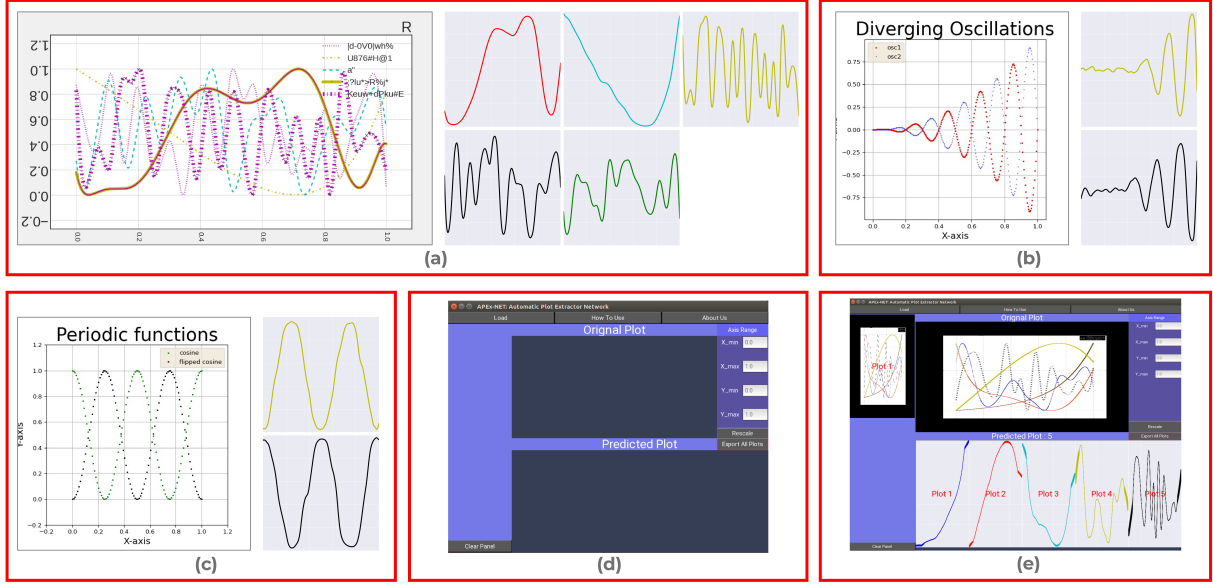 R
1.2
1.0
0.8
0.6
0.4
0.2
0.0
−0.2
|d-0V0|wh%
U876#H@1
a"
0.0
0.2
0.4
0.6
0.8
1.0
(a)
Diverging Oscillations
osc1
osc2
0.75
0.50
0.25
0.00
−0.25
−0.50
−0.75
0.0
0.2
0.4
0.6
0.8
1.0
X-axis
(b)
Periodic functions
cosine
flipped cosine
1.2
1.0
0.8
0.6
0.4
0.2
0.0
−0.2
Y-axis
−0.2
0.0
0.2
0.4
0.6
0.8
1.0
1.2
X-axis
(c)
APEx-NET: Automatic Plot Extractor Network
Load
How To Use
About Us
Orignal Plot
Axis Range
X_min 0.0
X_max 1.0
Y_min 0.0
Y_max 1.0
Rescale
Predicted Plot
Export All Plots
Clear Panel
(d)
APEx-NET: Automatic Plot Extractor Network
Load
How To Use
About Us
Orignal Plot
Axis Range
X_min
X_max
Y_min
Y_max
Plot 1
Rescale
Predicted Plot : 5
Export All Plots
Plot 1
Plot 2
Plot 3
Plot 4
Plot 5
Clear Panel
(e)